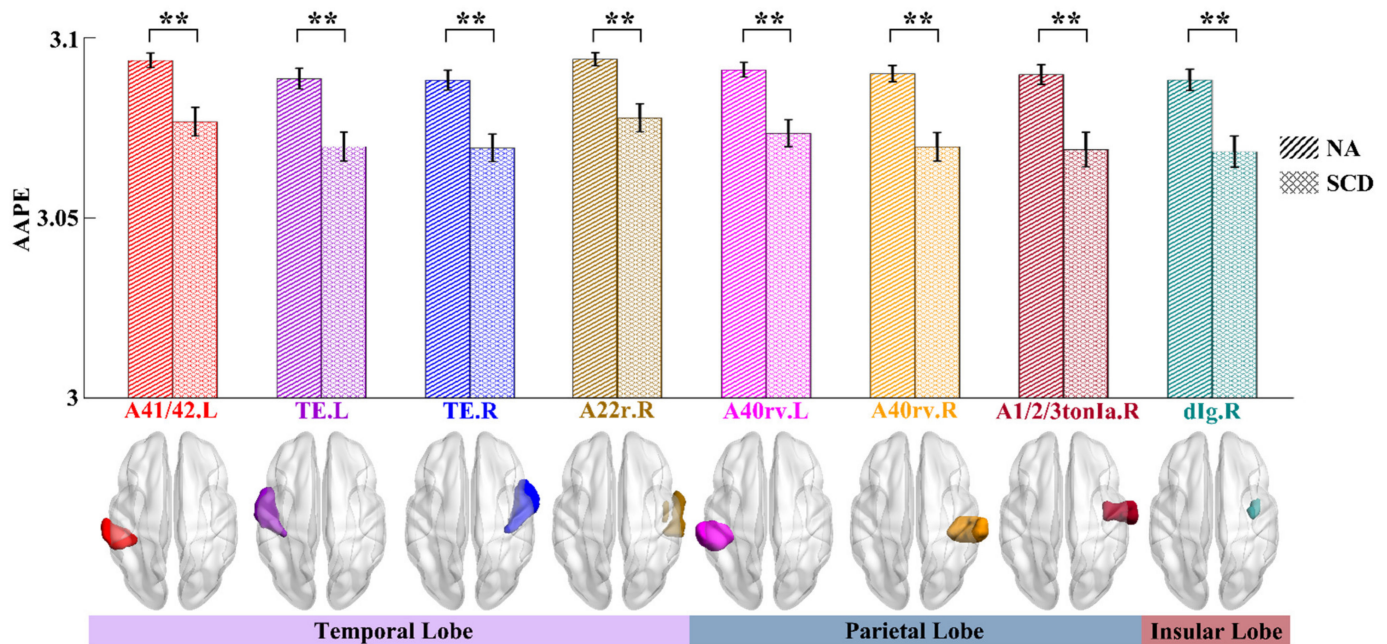 ** ** ** ** ** ** ** **
3.1
3.05
3
AAPE
NA
SCD
A41/42.L TE.L TE.R A22r.R A40rv.L A40rv.R A1/2/3tonIa.R dIg.R
Temporal Lobe Parietal Lobe Insular Lobe